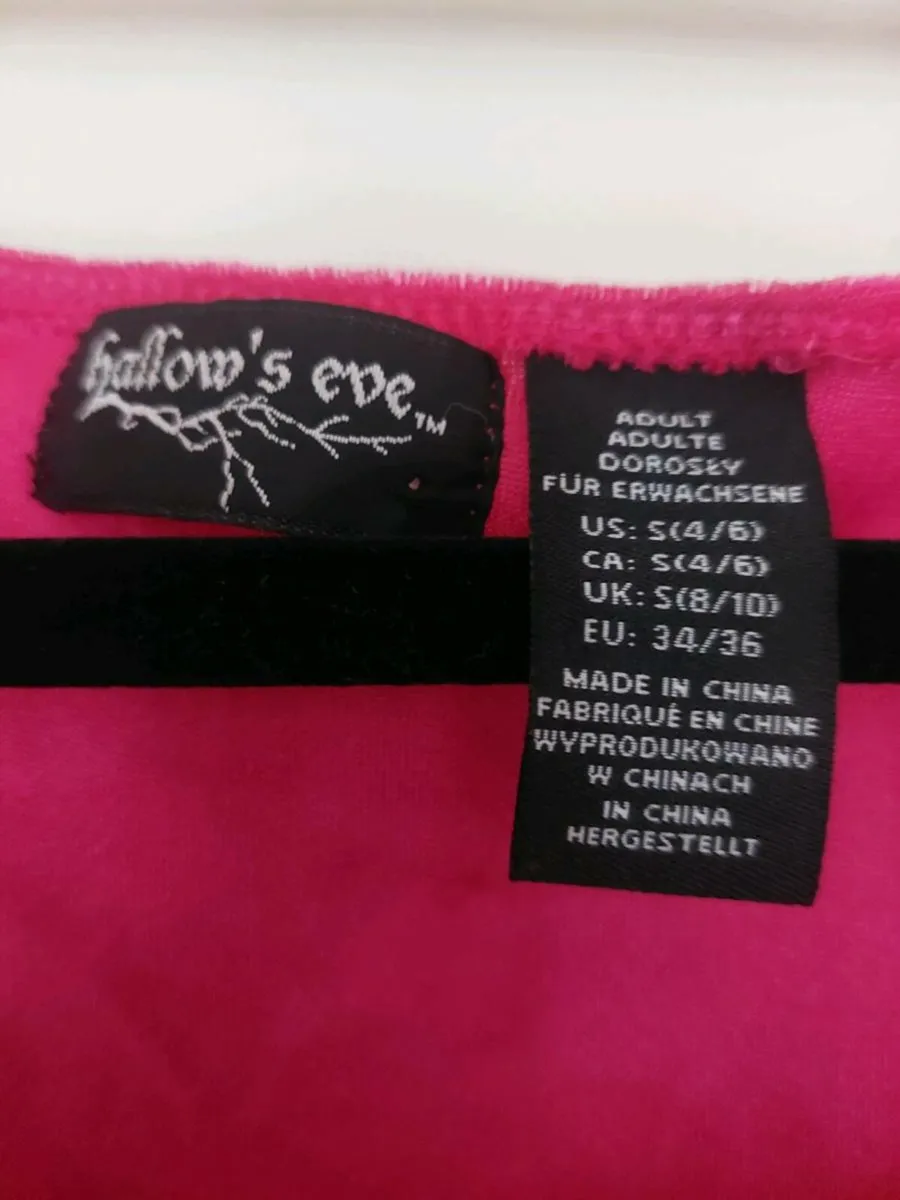 hallow's eve™
ADULT
ADULTE
DOROSŁY
FÜR ERWACHSENE
US: S(4/6)
CA: S(4/6)
UK: S(8/10)
EU: 34/36
MADE IN CHINA
FABRIQUÉ EN CHINE
WYPRODUKOWANO
W CHINACH
IN CHINA
HERGESTELLT